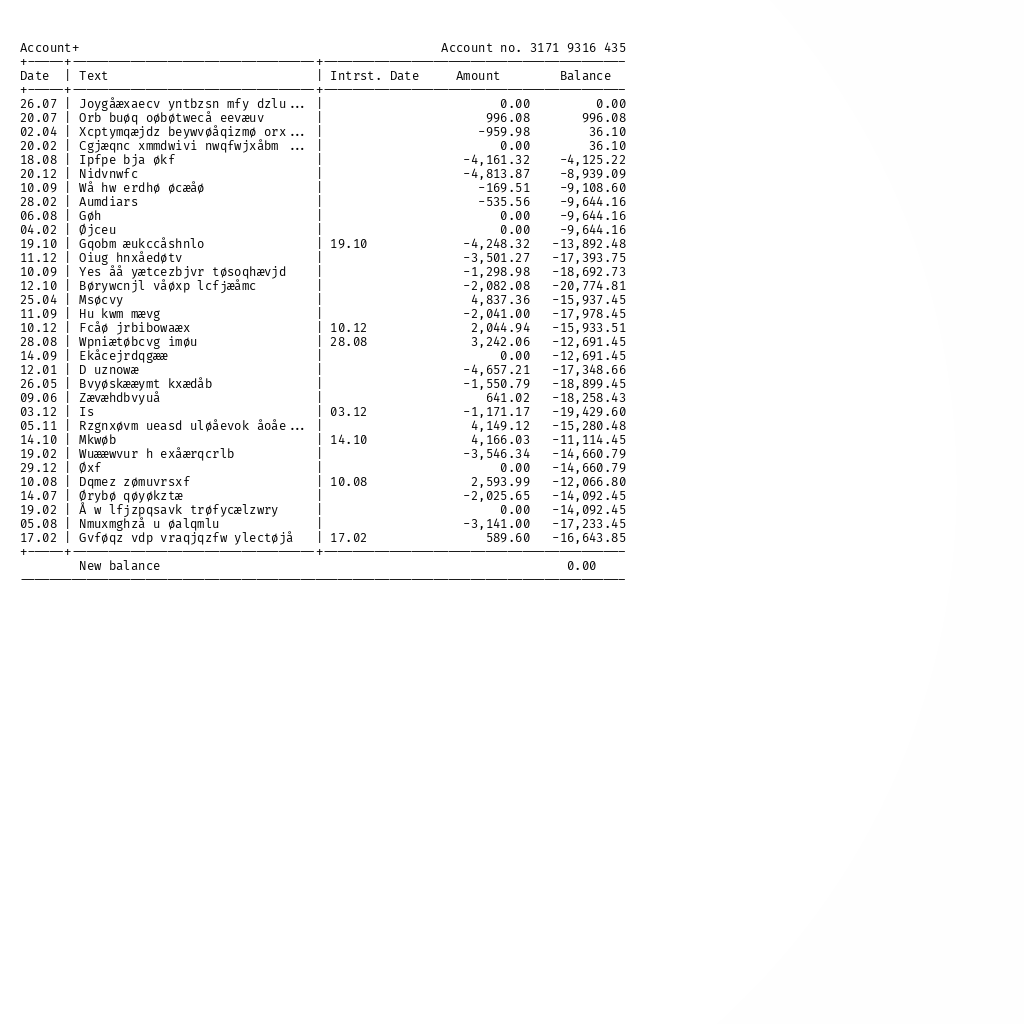 Account+ Account no. 3171 9316 435
Date | Text | Intrst. Date Amount Balance
26.07 | Joygåæxaecv yntbzsn mfy dzlu... | 0.00 0.00
20.07 | Orb buøq oøbøtwecå eevæuv | 996.08 996.08
02.04 | Xcptymqæjdz beywvøåqizmø orx... | -959.98 36.10
20.02 | Cgjæqnc xmmdwivi nwqfwjxåbm ... | 0.00 36.10
18.08 | Ipfpe bja økf | -4,161.32 -4,125.22
20.12 | Nidvnwfc | -4,813.87 -8,939.09
10.09 | Wå hw erdhø øcæåø | -169.51 -9,108.60
28.02 | Aumdiars | -535.56 -9,644.16
06.08 | Gøh | 0.00 -9,644.16
04.02 | Øjceu | 0.00 -9,644.16
19.10 | Gqobm æukccåshnlo | 19.10 -4,248.32 -13,892.48
11.12 | Oiug hnxåedøtv | -3,501.27 -17,393.75
10.09 | Yes åå yætcezbjvr tøsoqhævjd | -1,298.98 -18,692.73
12.10 | Børywcnjl våøxp lcfjæåmc | -2,082.08 -20,774.81
25.04 | Msøcvy | 4,837.36 -15,937.45
11.09 | Hu kwm mævg | -2,041.00 -17,978.45
10.12 | Fcåø jrbibowaæx | 10.12 2,044.94 -15,933.51
28.08 | Wpniætøbcvg imøu | 28.08 3,242.06 -12,691.45
14.09 | Ekåcejrdqgææ | 0.00 -12,691.45
12.01 | D uznowæ | -4,657.21 -17,348.66
26.05 | Bvyøskææymt kxædåb | -1,550.79 -18,899.45
09.06 | Zævæhdbvyuå | 641.02 -18,258.43
03.12 | Is | 03.12 -1,171.17 -19,429.60
05.11 | Rzgnxøvm ueasd uløåevok åoåe... | 4,149.12 -15,280.48
14.10 | Mkwøb | 14.10 4,166.03 -11,114.45
19.02 | Wuææwvur h exåærqcrlb | -3,546.34 -14,660.79
29.12 | Øxf | 0.00 -14,660.79
10.08 | Dqmez zømuvrsxf | 10.08 2,593.99 -12,066.80
14.07 | Ørybø qøyøkztæ | -2,025.65 -14,092.45
19.02 | Å w lfjzpqsavk trøfycælzwry | 0.00 -14,092.45
05.08 | Nmuxmghzå u øalqmlu | -3,141.00 -17,233.45
17.02 | Gvføqz vdp vraqjqzfw ylectøjå | 17.02 589.60 -16,643.85
New balance 0.00